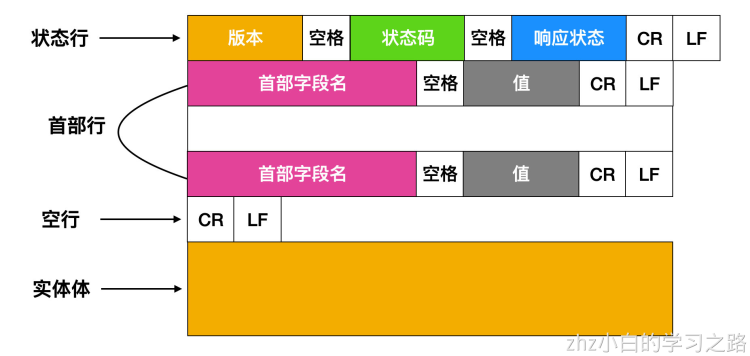 状态行 版本 空格 状态码 空格 响应状态 CR LF
首部字段名 空格 值 CR LF
首部行
首部字段名 空格 值 CR LF
空行 CR LF
实体体
zhz小白的学习之路